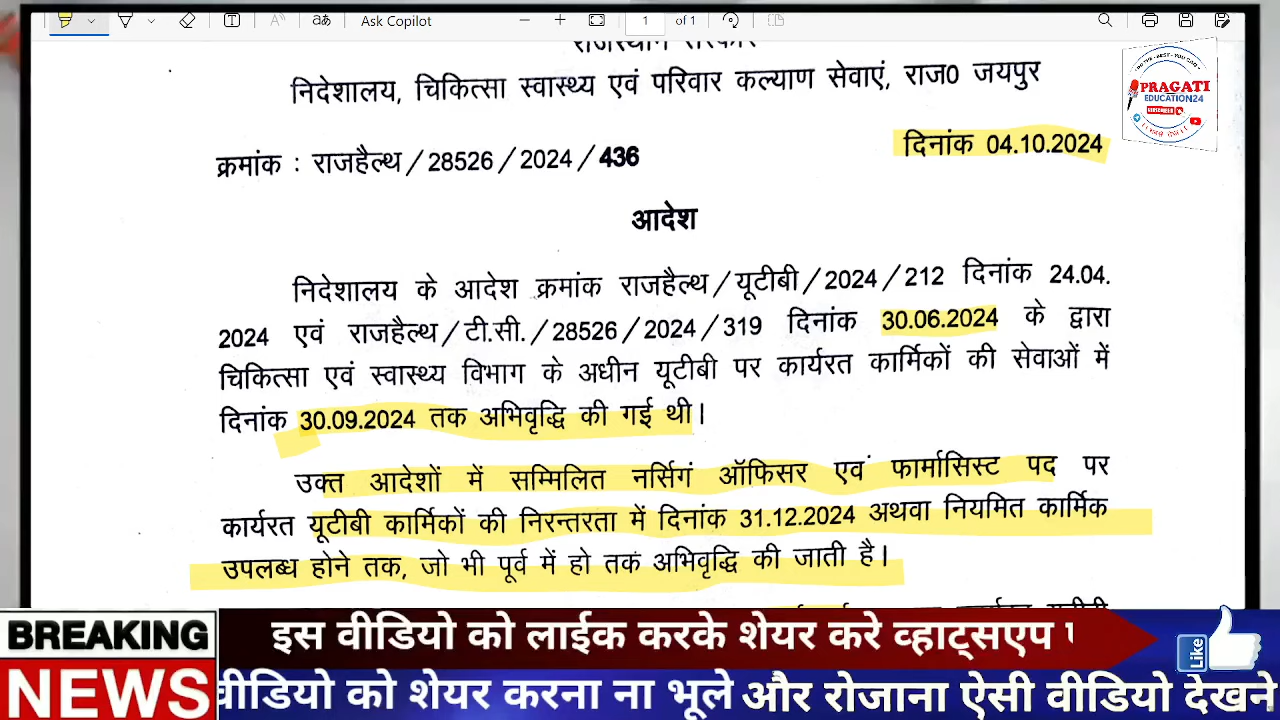 Ask Copilot
1 of 1
राजस्थान सरकार
निदेशालय, चिकित्सा स्वास्थ्य एवं परिवार कल्याण सेवाएं, राज0 जयपुर
PRAGATI
EDUCATION24
क्रमांक : राजहैल्थ/28526/2024/436
दिनांक 04.10.2024
आदेश
निदेशालय के आदेश क्रमांक राजहैल्थ/यूटीबी/2024/212 दिनांक 24.04.
2024 एवं राजहैल्थ/टी.सी./28526/2024/319 दिनांक 30.06.2024 के द्वारा
चिकित्सा एवं स्वास्थ्य विभाग के अधीन यूटीबी पर कार्यरत कार्मिकों की सेवाओं में
दिनांक 30.09.2024 तक अभिवृद्धि की गई थी।
उक्त आदेशों में सम्मिलित नर्सिगं ऑफिसर एवं फार्मासिस्ट पद पर
कार्यरत यूटीबी कार्मिकों की निरन्तरता में दिनांक 31.12.2024 अथवा नियमित कार्मिक
उपलब्ध होने तक, जो भी पूर्व में हो तक अभिवृद्धि की जाती है।
BREAKING
NEWS
इस वीडियो को लाईक करके शेयर करे व्हाट्सएप
Like
वीडियो को शेयर करना ना भूले और रोजाना ऐसी वीडियो देखने